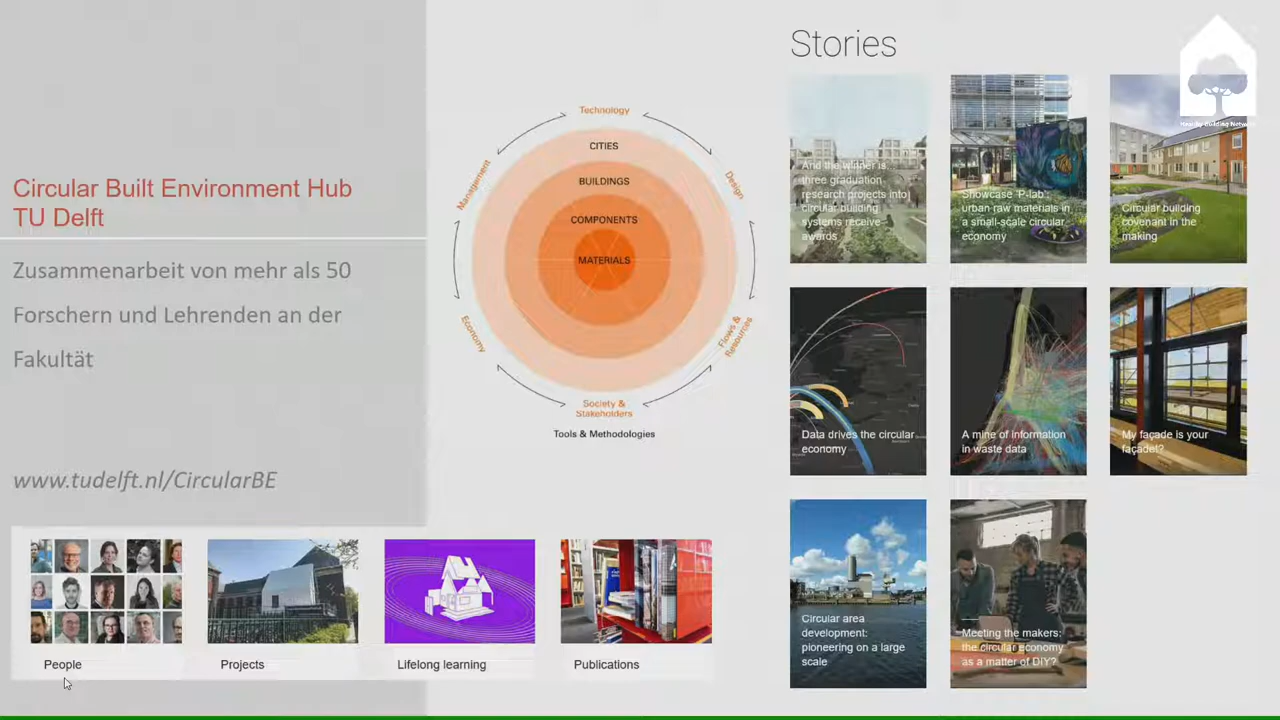 Stories
Healthy Building Network
Circular Built Environment Hub
TU Delft
Zusammenarbeit von mehr als 50
Forschern und Lehrenden an der
Fakultät
www.tudelft.nl/CircularBE
Technology
Management
Design
CITIES
BUILDINGS
COMPONENTS
MATERIALS
Economy
Flows &
Resources
Society &
Stakeholders
Tools & Methodologies
And the winner is...
three graduation
research projects into
circular building
systems receive
awards
Showcase 'P-lab':
urban raw materials in
a small-scale circular
economy
Circular building
covenant in the
making
Data drives the circular
economy
A mine of information
in waste data
My façade is your
façade!?
Circular area
development:
pioneering on a large
scale
Meeting the makers:
the circular economy
as a matter of DIY?
People
Projects
Lifelong learning
Publications